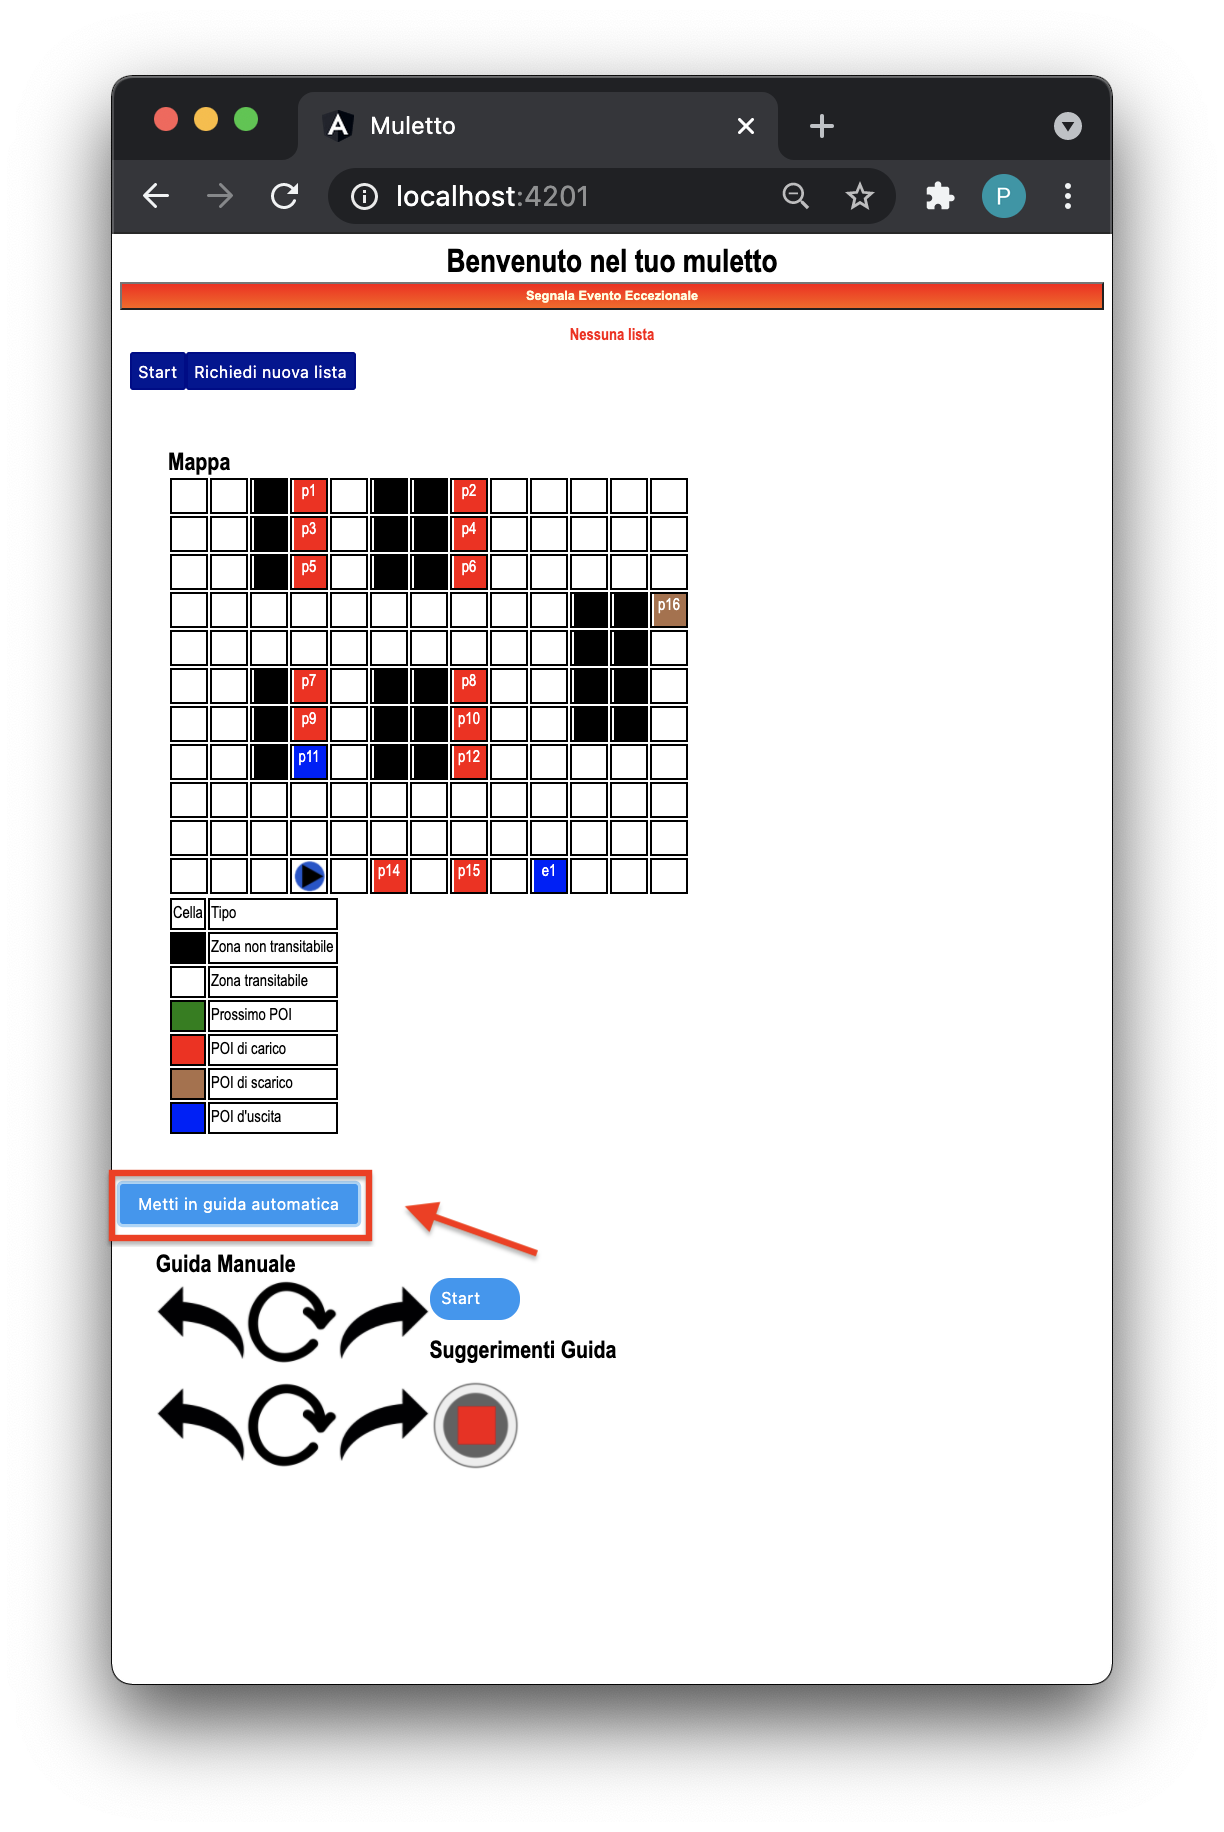 Muletto
localhost:4201
P
Benvenuto nel tuo muletto
Segnala Evento Eccezionale
Nessuna lista
Start Richiedi nuova lista
Mappa
p1 p2
p3 p4
p5 p6
p16
p7 p8
p9 p10
p11 p12
p14 p15 e1
Cella Tipo
Zona non transitabile
Zona transitabile
Prossimo POI
POI di carico
POI di scarico
POI d'uscita
Metti in guida automatica
Guida Manuale
Start
Suggerimenti Guida